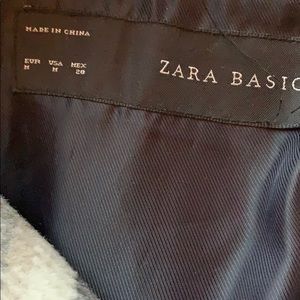 MADE IN CHINA
EUR USA MEX
M M 28
ZARA BASIC